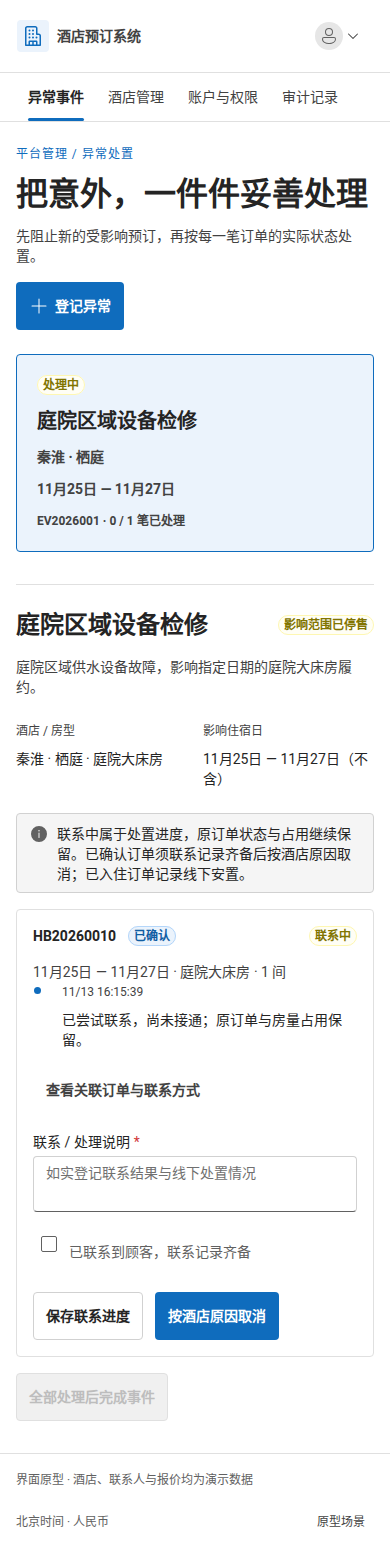 酒店预订系统
异常事件 酒店管理 账户与权限 审计记录
平台管理 / 异常处置
把意外，一件件妥善处理
先阻止新的受影响预订，再按每一笔订单的实际状态处
置。
登记异常
处理中
庭院区域设备检修
秦淮 · 栖庭
11月25日 — 11月27日
EV2026001 · 0 / 1 笔已处理
庭院区域设备检修 影响范围已停售
庭院区域供水设备故障，影响指定日期的庭院大床房履
约。
酒店 / 房型 影响住宿日
秦淮 · 栖庭 · 庭院大床房 11月25日 — 11月27日（不
含）
联系中属于处置进度，原订单状态与占用继续保
留。已确认订单须联系记录齐备后按酒店原因取
消；已入住订单记录线下安置。
HB20260010 已确认 联系中
11月25日 — 11月27日 · 庭院大床房 · 1 间
11/13 16:15:39
已尝试联系，尚未接通；原订单与房量占用保
留。
查看关联订单与联系方式
联系 / 处理说明 *
如实登记联系结果与线下处置情况
已联系到顾客，联系记录齐备
保存联系进度 按酒店原因取消
全部处理后完成事件
界面原型 · 酒店、联系人与报价均为演示数据
北京时间 · 人民币 原型场景